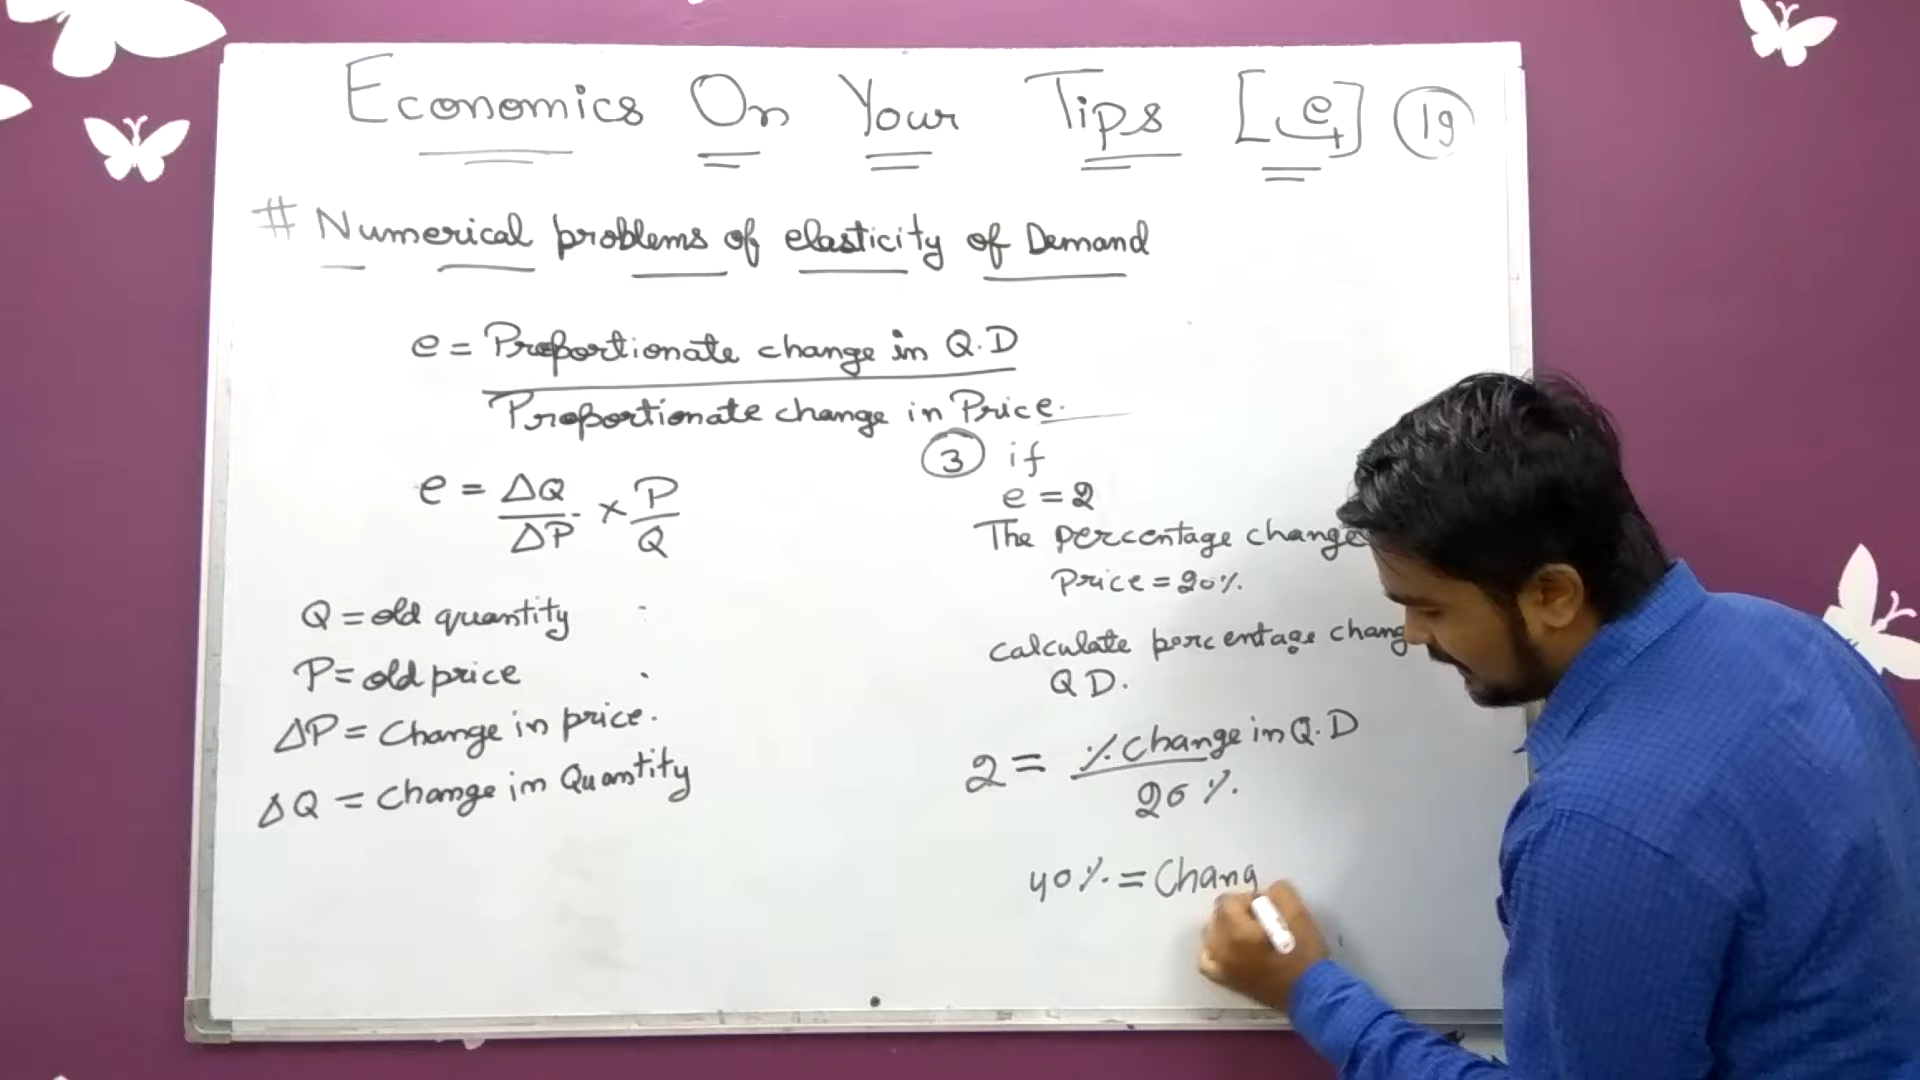 Economics On Your Tips [e] 19
# Numerical problems of elasticity of Demand
e = Proportionate change in Q.D
Proportionate change in Price.
e = ΔQ/ΔP × P/Q
Q = old quantity
P = old price
ΔP = Change in price.
ΔQ = Change in Quantity
3 if
e = 2
The percentage change
Price = 20%.
Calculate percentage chang
QD.
2 = % Change in Q.D
20%.
40% = Chang